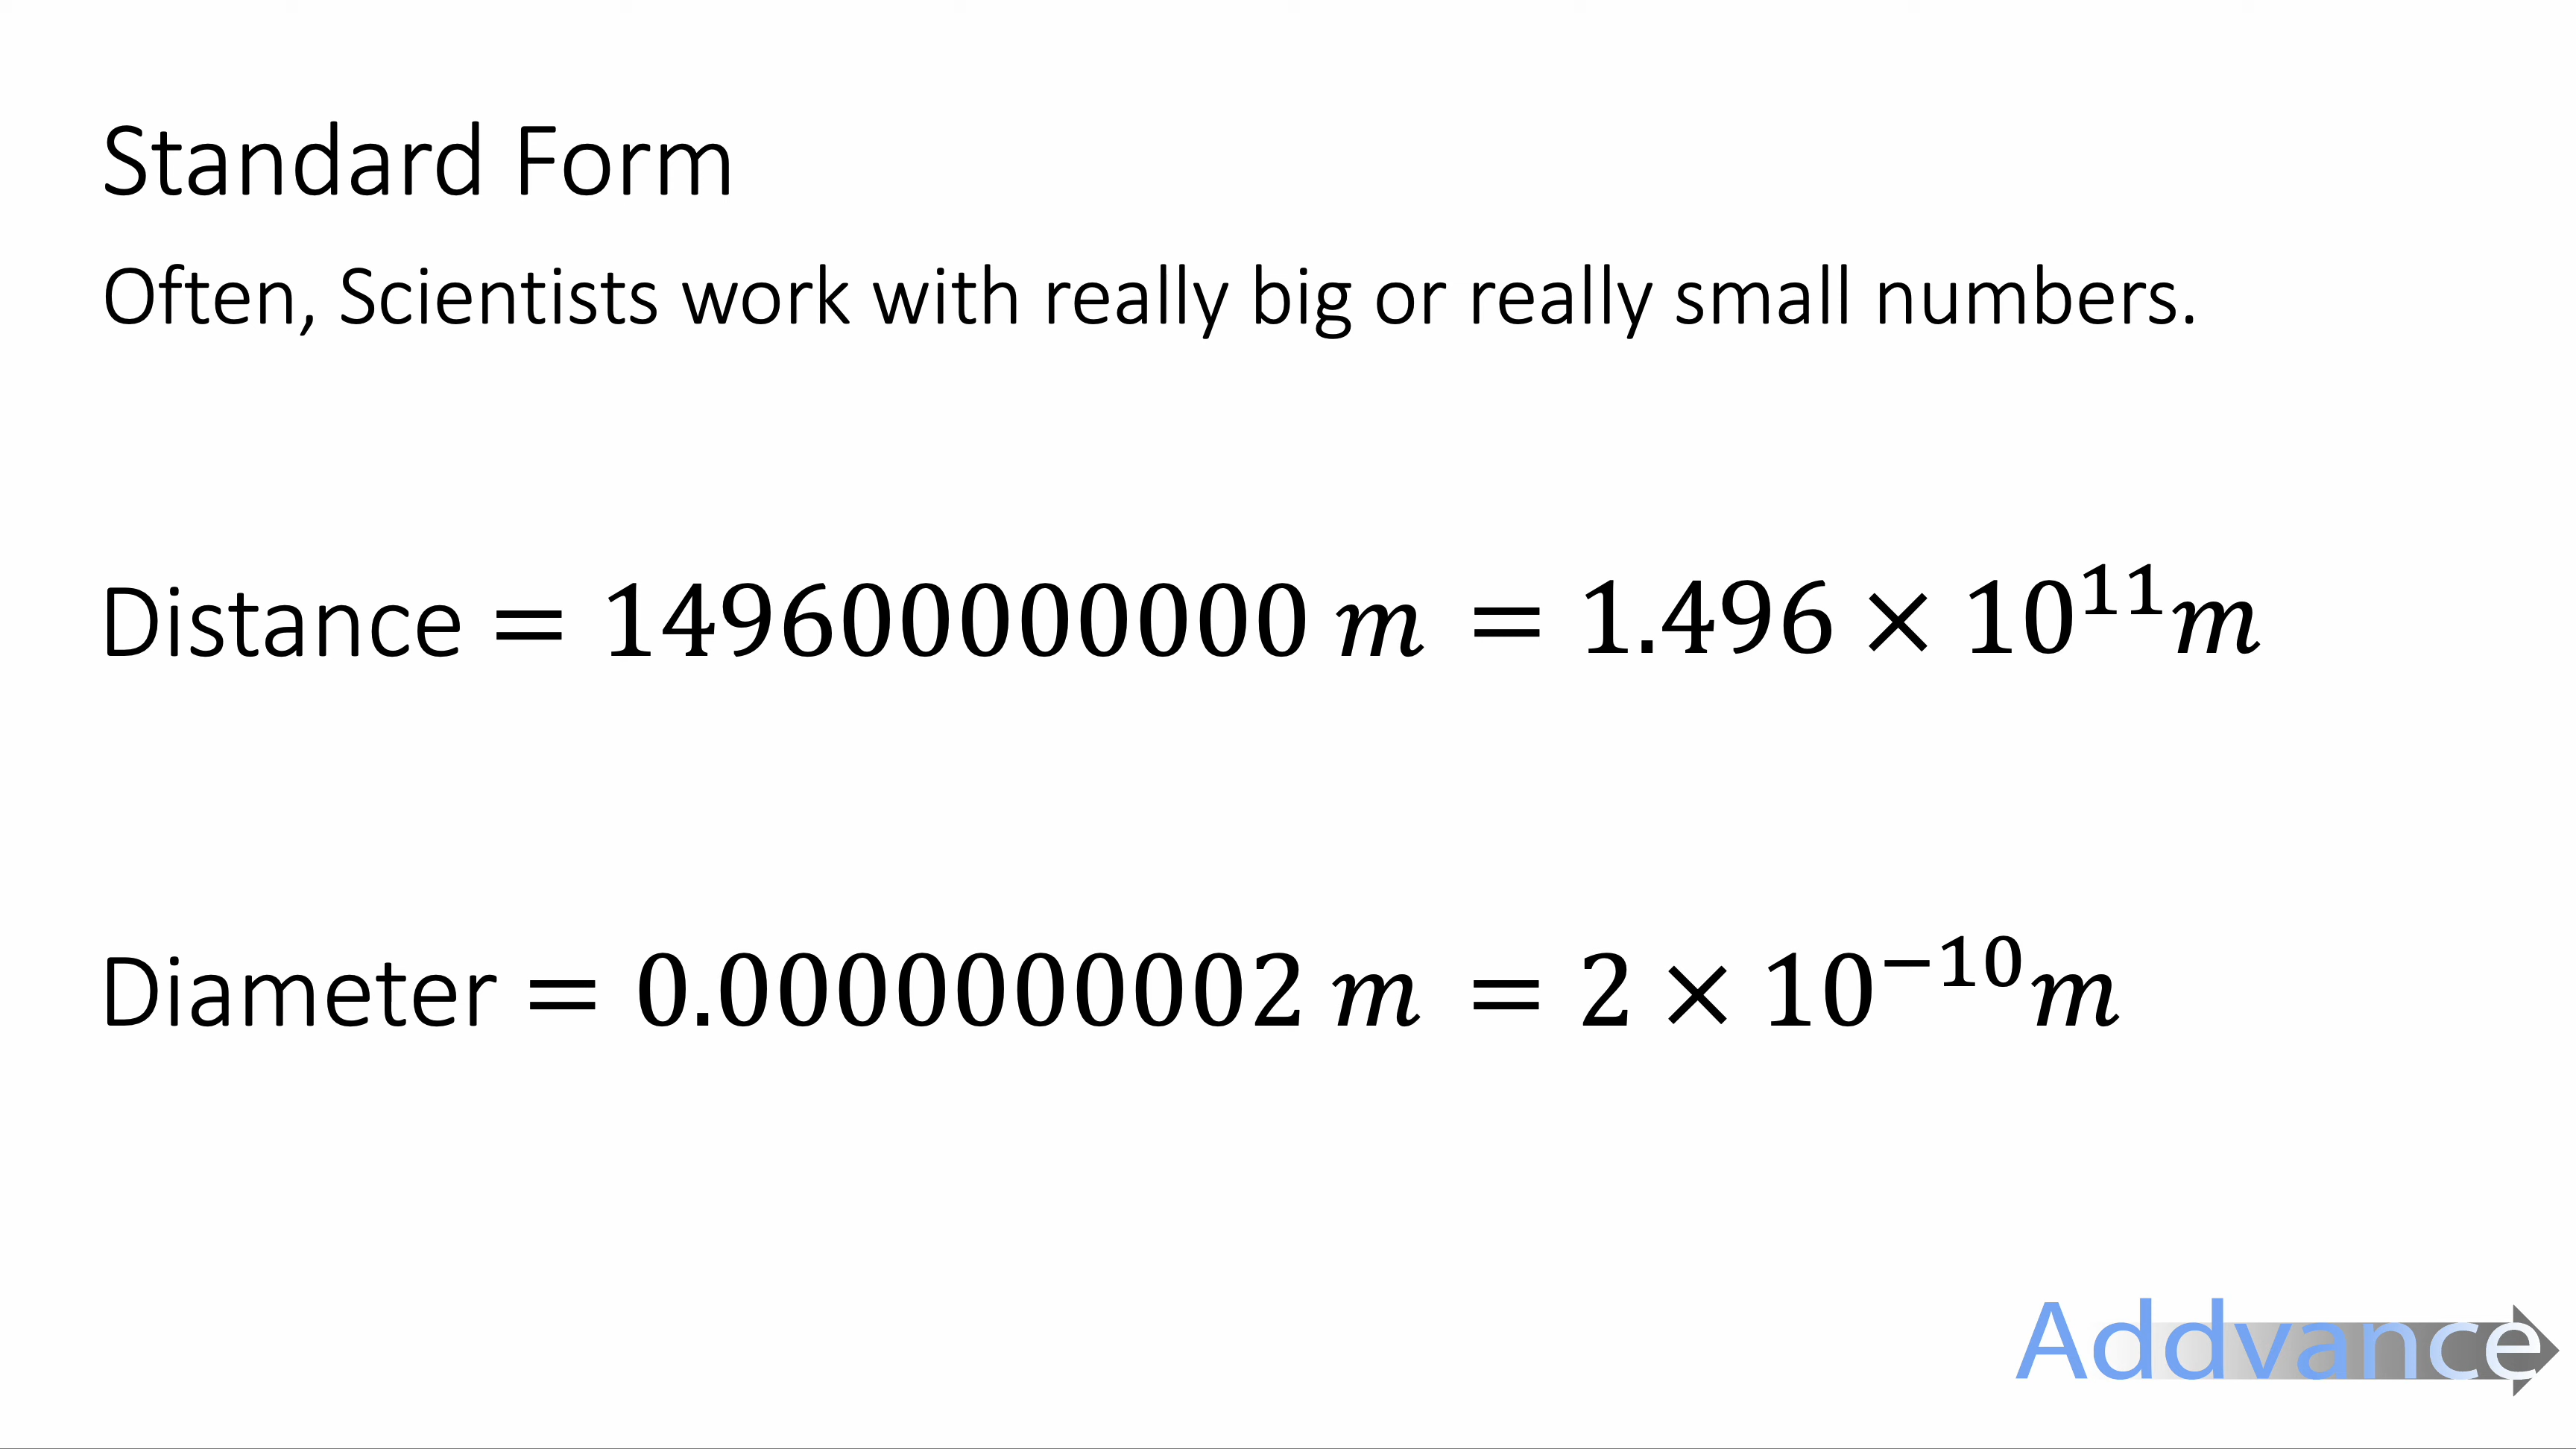 Standard Form
Often, Scientists work with really big or really small numbers.
Distance = 149600000000 m = 1.496 × 10¹¹m
Diameter = 0.0000000002 m = 2 × 10⁻¹⁰m
Addvance